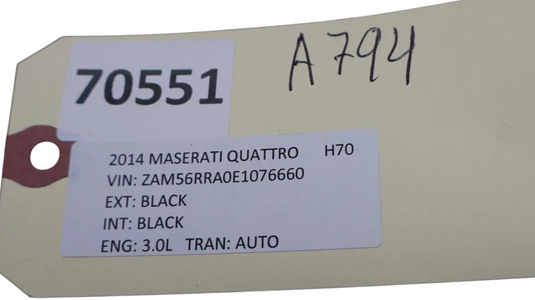 70551
A794
2014 MASERATI QUATTRO H70
VIN: ZAM56RRA0E1076660
EXT: BLACK
INT: BLACK
ENG: 3.0L TRAN: AUTO